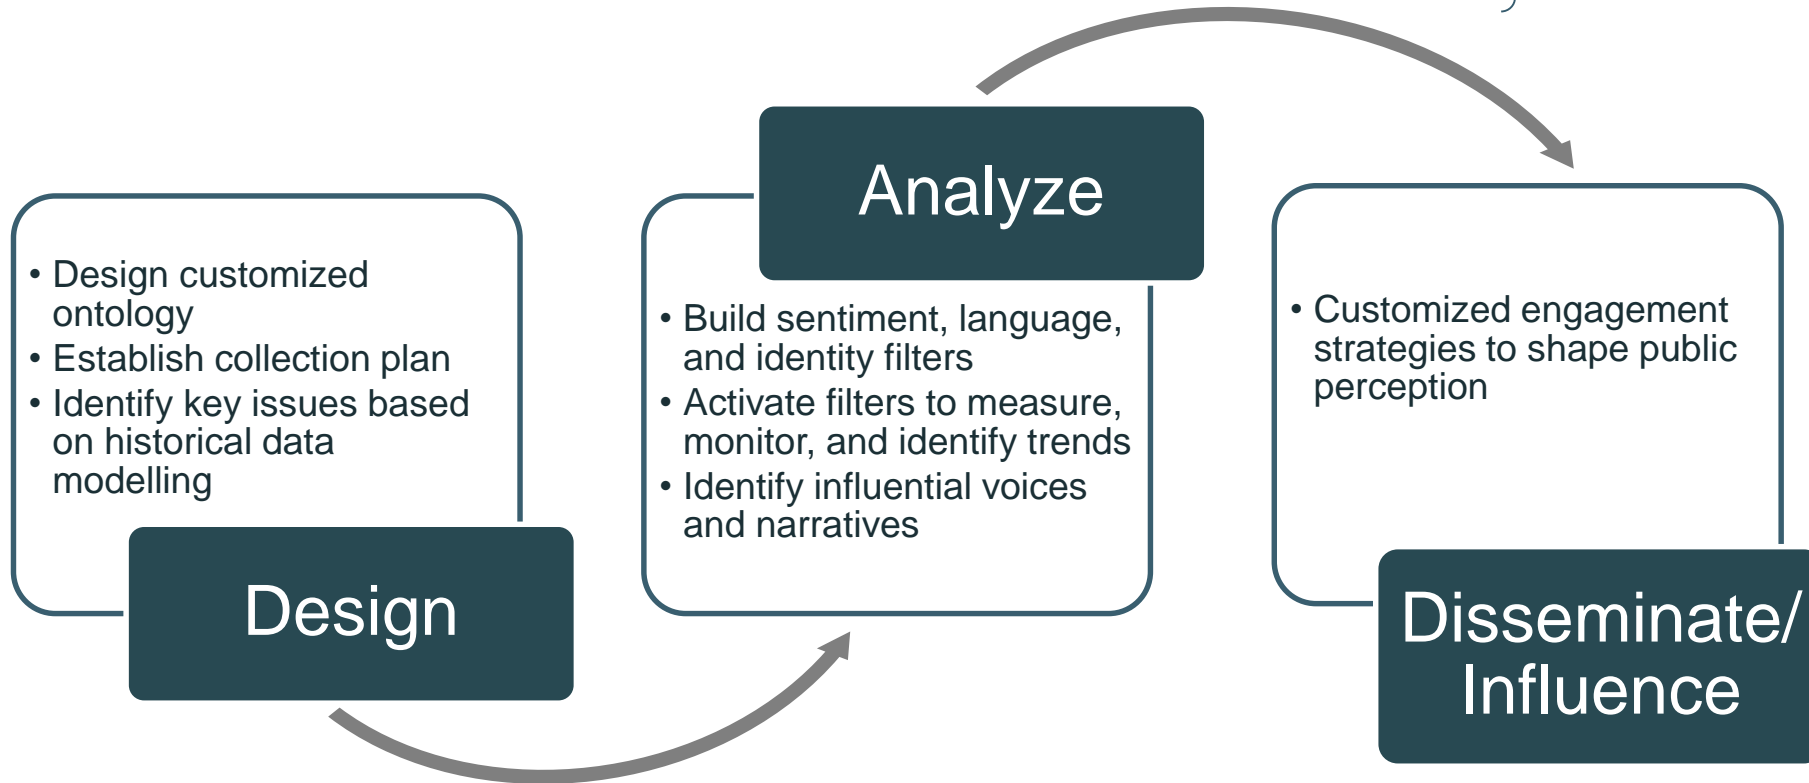 • Design customized
ontology
• Establish collection plan
• Identify key issues based
on historical data
modelling
Design
Analyze
• Build sentiment, language,
and identity filters
• Activate filters to measure,
monitor, and identify trends
• Identify influential voices
and narratives
• Customized engagement
strategies to shape public
perception
Disseminate/
Influence